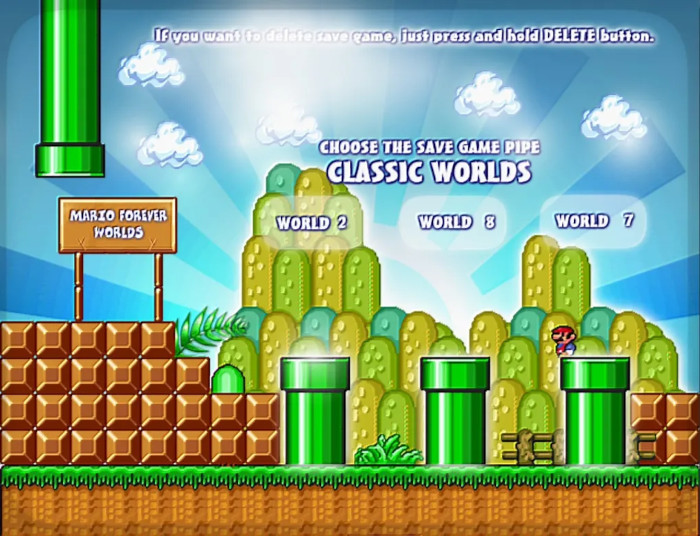 If you want to delete save game, just press and hold DELETE button.
CHOOSE THE SAVE GAME PIPE
CLASSIC WORLDS
MARIO FOREVER
WORLDS
WORLD 2
WORLD 8
WORLD 7